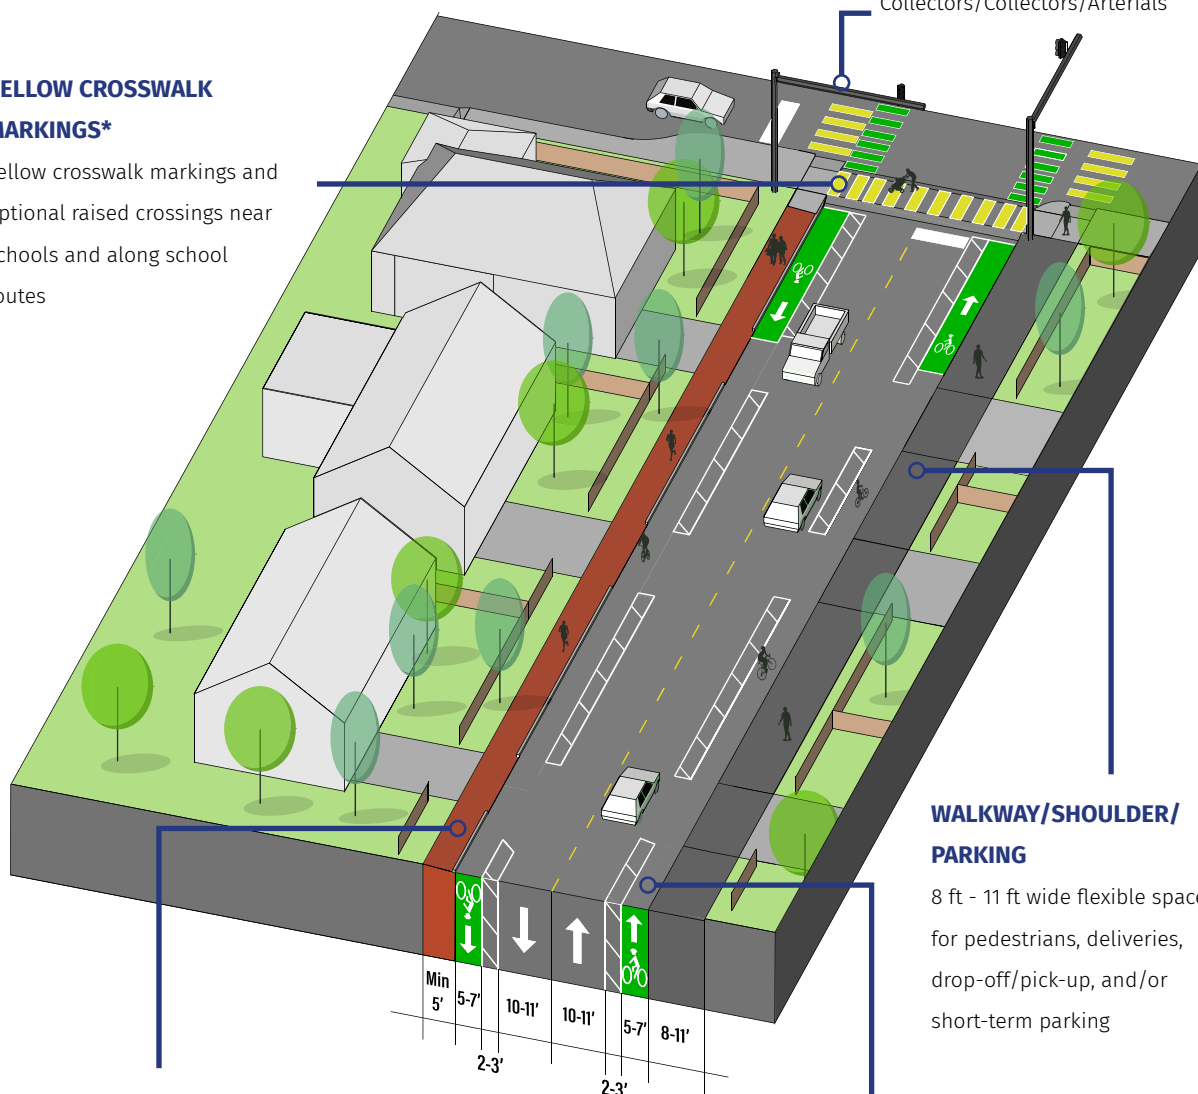 Collectors/Collectors/Arterials
ELLOW CROSSWALK
MARKINGS*
ellow crosswalk markings and
ptional raised crossings near
chools and along school
outes
WALKWAY/SHOULDER/
PARKING
8 ft - 11 ft wide flexible space
for pedestrians, deliveries,
drop-off/pick-up, and/or
short-term parking
Min
5'
5-7'
2-3'
10-11'
10-11'
2-3'
5-7'
8-11'